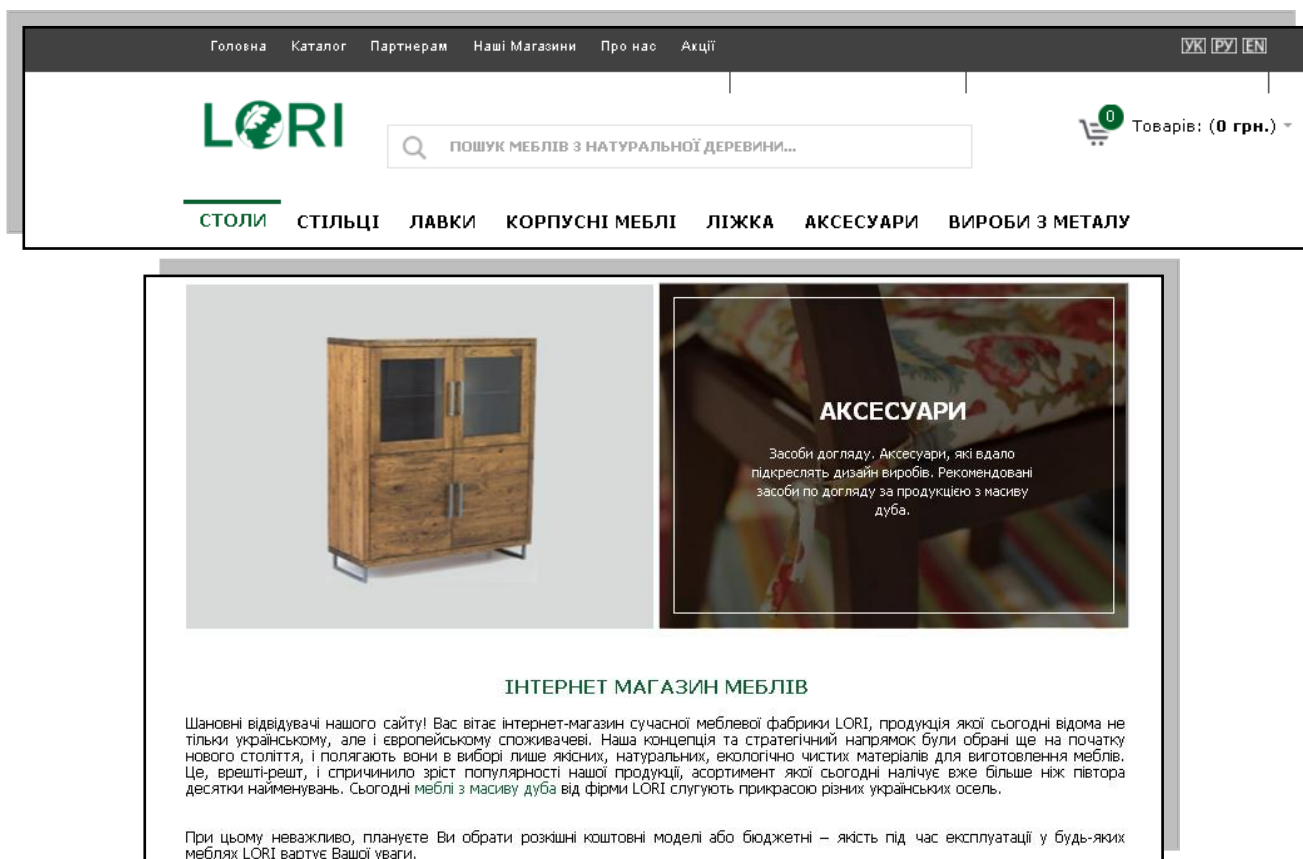 Головна Каталог Партнерам Наші Магазини Про нас Акції УК РУ EN
LORI
ПОШУК МЕБЛІВ З НАТУРАЛЬНОЇ ДЕРЕВИНИ...
0 Товарів: (0 грн.)
СТОЛИ СТІЛЬЦІ ЛАВКИ КОРПУСНІ МЕБЛІ ЛІЖКА АКСЕСУАРИ ВИРОБИ З МЕТАЛУ
АКСЕСУАРИ
Засоби догляду. Аксесуари, які вдало
підкреслять дизайн виробів. Рекомендовані
засоби по догляду за продукцією з масиву
дуба.
ІНТЕРНЕТ МАГАЗИН МЕБЛІВ
Шановні відвідувачі нашого сайту! Вас вітає інтернет-магазин сучасної меблевої фабрики LORI, продукція якої сьогодні відома не
тільки українському, але і європейському споживачеві. Наша концепція та стратегічний напрямок були обрані ще на початку
нового століття, і полягають вони в виборі лише якісних, натуральних, екологічно чистих матеріалів для виготовлення меблів.
Це, врешті-решт, і спричинило зріст популярності нашої продукції, асортимент якої сьогодні налічує вже більше ніж півтора
десятки найменувань. Сьогодні меблі з масиву дуба від фірми LORI слугують прикрасою різних українських осель.
При цьому неважливо, плануєте Ви обрати розкішні коштовні моделі або бюджетні – якість під час експлуатації у будь-яких
меблях LORI вартує Вашої уваги.